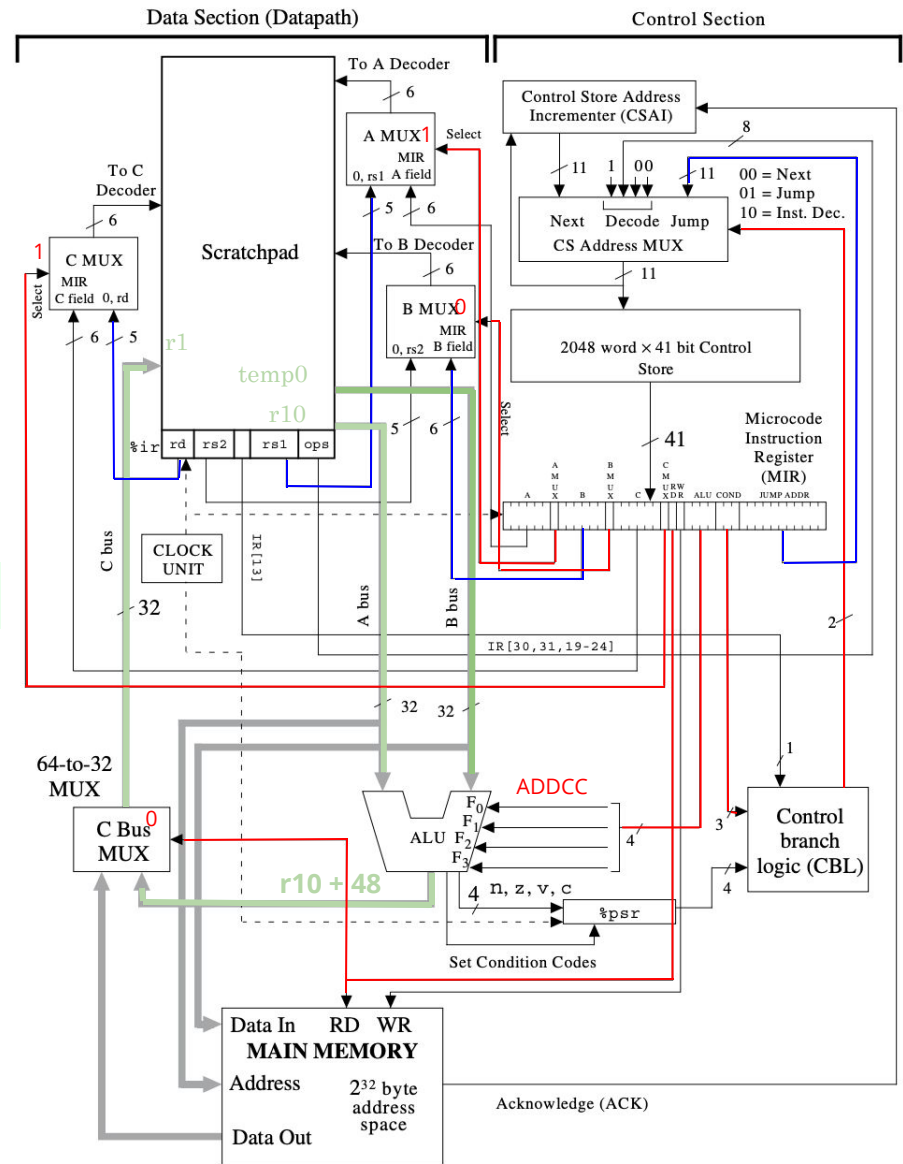 Data Section (Datapath)
Control Section
To A Decoder
6
A MUX
1
Select
MIR
A field
0, rs1
5
6
To C
Decoder
6
1
C MUX
MIR
C field
0, rd
Select
6
5
Scratchpad
To B Decoder
6
B MUX
0
MIR
B field
0, rs2
5
6
Select
r1
temp0
r10
%ir
rd
rs2
rs1
ops
Control Store Address
Incrementer (CSAI)
8
11
1
00
11
Next
Decode
Jump
CS Address MUX
00 = Next
01 = Jump
10 = Inst. Dec.
11
2048 word × 41 bit Control
Store
41
Microcode
Instruction
Register
(MIR)
A
A
M
U
X
B
B
M
U
X
C
C
M
U
X
R
D
W
R
ALU
COND
JUMP ADDR
CLOCK
UNIT
IR[13]
C bus
32
A bus
B bus
IR[30,31,19-24]
2
32
32
1
64-to-32
MUX
C Bus
MUX
0
ALU
F0
F1
F2
F3
ADDCC
4
3
Control
branch
logic (CBL)
r10 + 48
4
n, z, v, c
%psr
4
Set Condition Codes
Data In
RD
WR
MAIN MEMORY
Address
2^32 byte
address
space
Data Out
Acknowledge (ACK)